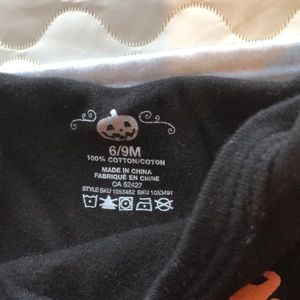 6/9M
100% COTTON/COTON
MADE IN CHINA
FABRIQUÉ EN CHINE
CA 52427
STYLE/SKU 1053482 SKU 1053491